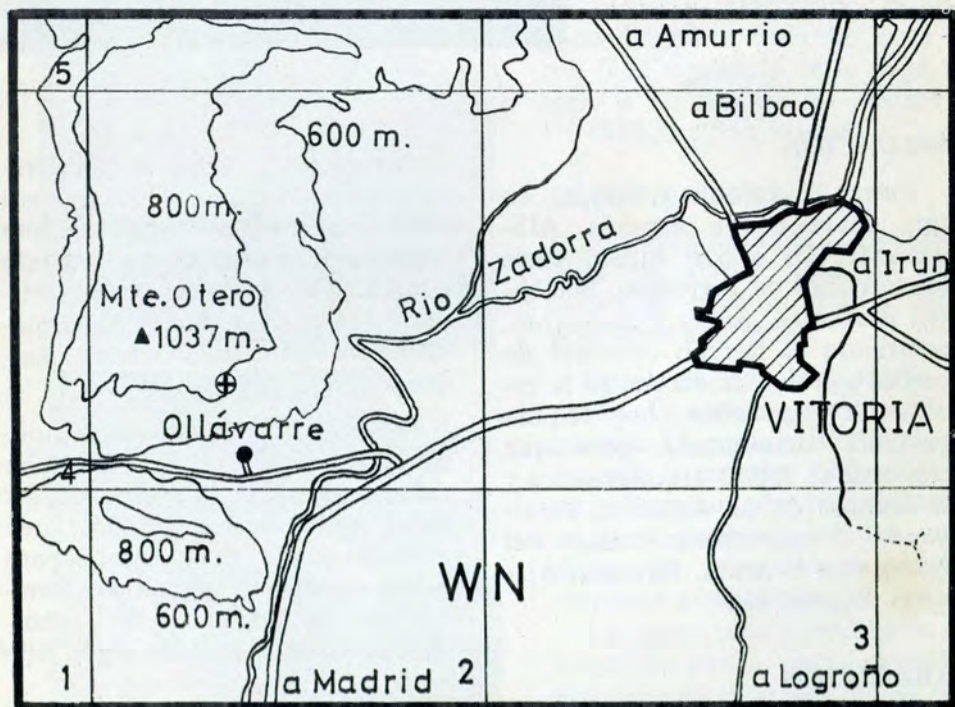 a Amurrio
5
a Bilbao
600 m.
800 m.
Rio Zadorra
a Irun
Mte. Otero
1037 m.
Ollávarre
VITORIA
4
800 m.
WN
600 m.
3
1
a Madrid
2
a Logroño